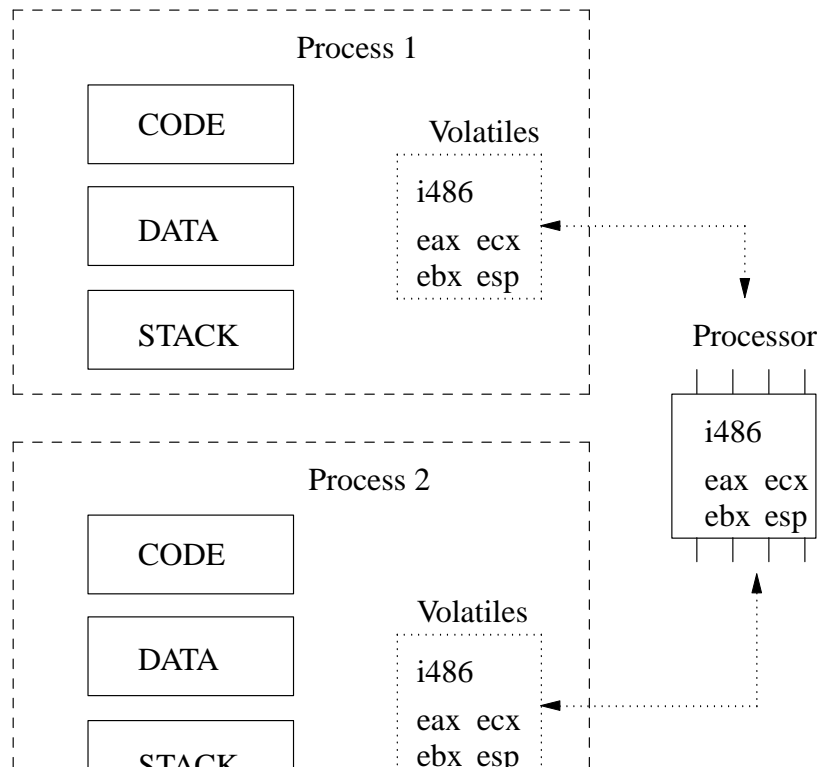 Process 1
CODE
Volatiles
i486
DATA
eax ecx
ebx esp
STACK
Processor
i486
eax ecx
ebx esp
Process 2
CODE
Volatiles
DATA
i486
eax ecx
ebx esp
STACK